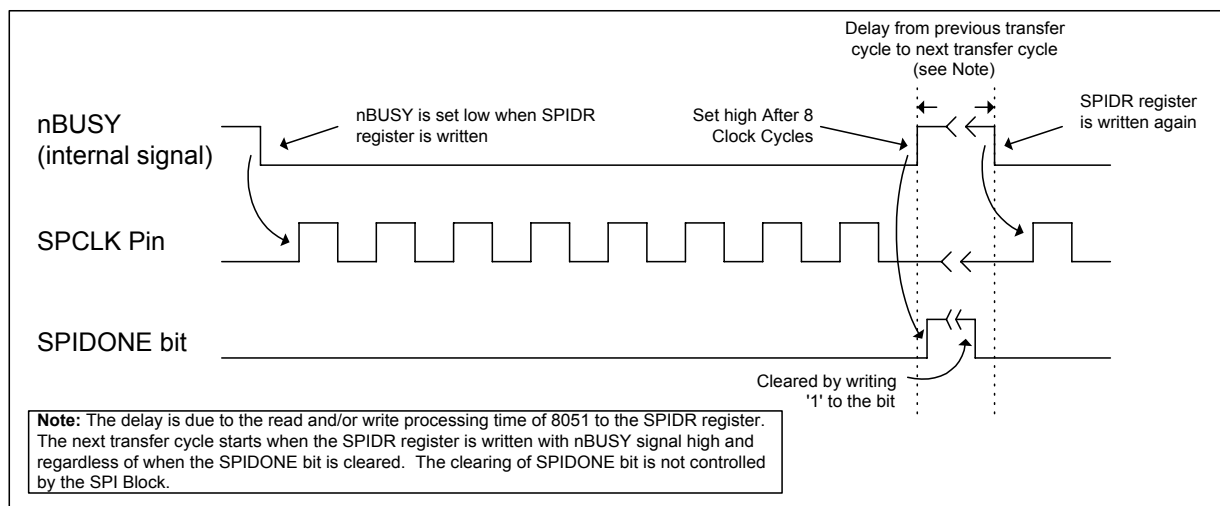 Delay from previous transfer
cycle to next transfer cycle
(see Note)
nBUSY
(internal signal)
nBUSY is set low when SPIDR
register is written
Set high After 8
Clock Cycles
SPIDR register
is written again
SPCLK Pin
SPIDONE bit
Cleared by writing
'1' to the bit
Note: The delay is due to the read and/or write processing time of 8051 to the SPIDR register.
The next transfer cycle starts when the SPIDR register is written with nBUSY signal high and
regardless of when the SPIDONE bit is cleared. The clearing of SPIDONE bit is not controlled
by the SPI Block.